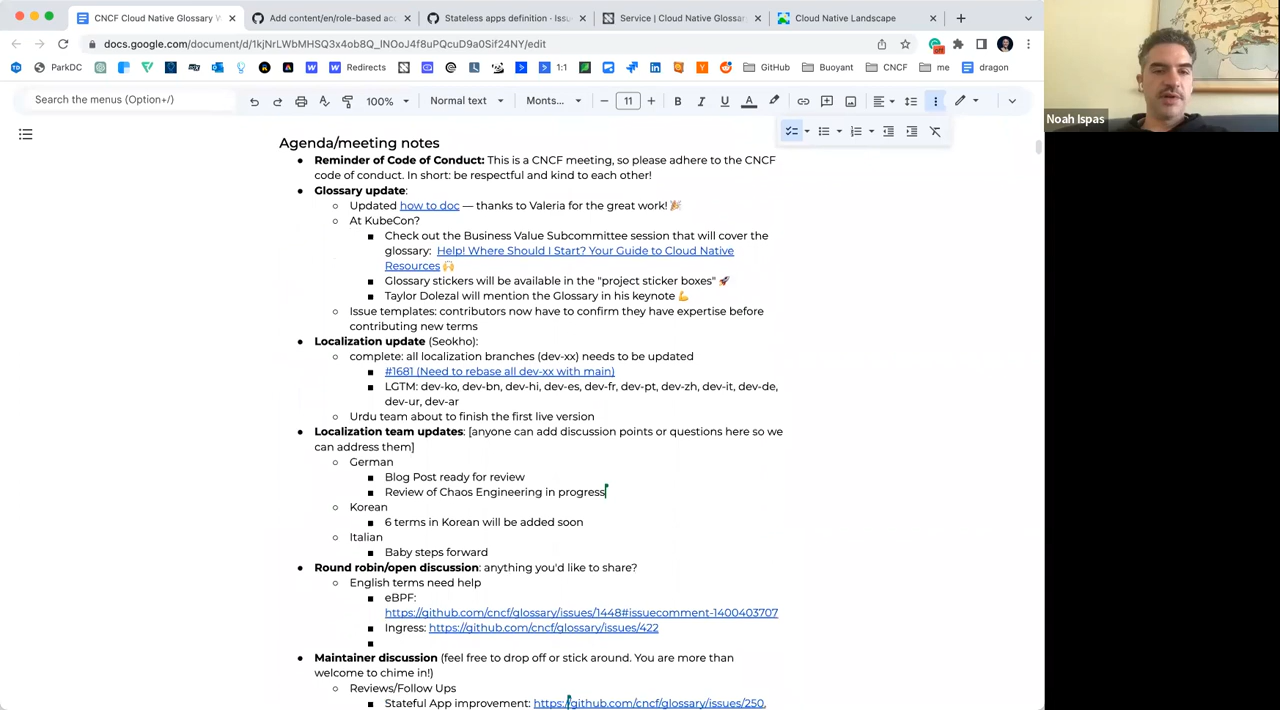 CNCF Cloud Native Glossary W
Add content/en/role-based acc
Stateless apps definition · Issu
Service | Cloud Native Glossary
Cloud Native Landscape
docs.google.com/document/d/1kjNrLWbMHSQ3x4ob8Q_INOoJ4f8uPQcuD9a0Sif24NY/edit
ParkDC
Redirects
1:1
GitHub
Buoyant
CNCF
me
dragon
Search the menus (Option+/)
100%
Normal text
Monts...
11
Noah Ispas
Agenda/meeting notes
● Reminder of Code of Conduct: This is a CNCF meeting, so please adhere to the CNCF
code of conduct. In short: be respectful and kind to each other!
● Glossary update:
○ Updated how to doc — thanks to Valeria for the great work! 🎉
○ At KubeCon?
■ Check out the Business Value Subcommittee session that will cover the
glossary: Help! Where Should I Start? Your Guide to Cloud Native
Resources 🙌
■ Glossary stickers will be available in the "project sticker boxes" 🚀
■ Taylor Dolezal will mention the Glossary in his keynote 💪
○ Issue templates: contributors now have to confirm they have expertise before
contributing new terms
● Localization update (Seokho):
○ complete: all localization branches (dev-xx) needs to be updated
■ #1681 (Need to rebase all dev-xx with main)
■ LGTM: dev-ko, dev-bn, dev-hi, dev-es, dev-fr, dev-pt, dev-zh, dev-it, dev-de,
dev-ur, dev-ar
○ Urdu team about to finish the first live version
● Localization team updates: [anyone can add discussion points or questions here so we
can address them]
○ German
■ Blog Post ready for review
■ Review of Chaos Engineering in progress
○ Korean
■ 6 terms in Korean will be added soon
○ Italian
■ Baby steps forward
● Round robin/open discussion: anything you'd like to share?
○ English terms need help
■ eBPF:
https://github.com/cncf/glossary/issues/1448#issuecomment-1400403707
■ Ingress: https://github.com/cncf/glossary/issues/422
■
● Maintainer discussion (feel free to drop off or stick around. You are more than
welcome to chime in!)
○ Reviews/Follow Ups
■ Stateful App improvement: https://github.com/cncf/glossary/issues/250,